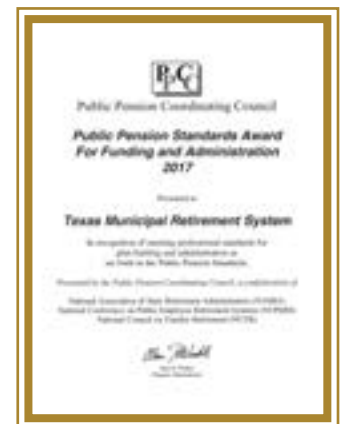 PPCC
Public Pension Coordinating Council
Public Pension Standards Award
For Funding and Administration
2017
Presented to
Texas Municipal Retirement System
In recognition of meeting professional standards for
plan funding and administration as
set forth in the Public Pension Standards.
Presented by the Public Pension Coordinating Council, a confederation of
National Association of State Retirement Administrators (NASRA)
National Conference on Public Employee Retirement Systems (NCPERS)
National Council on Teacher Retirement (NCTR)